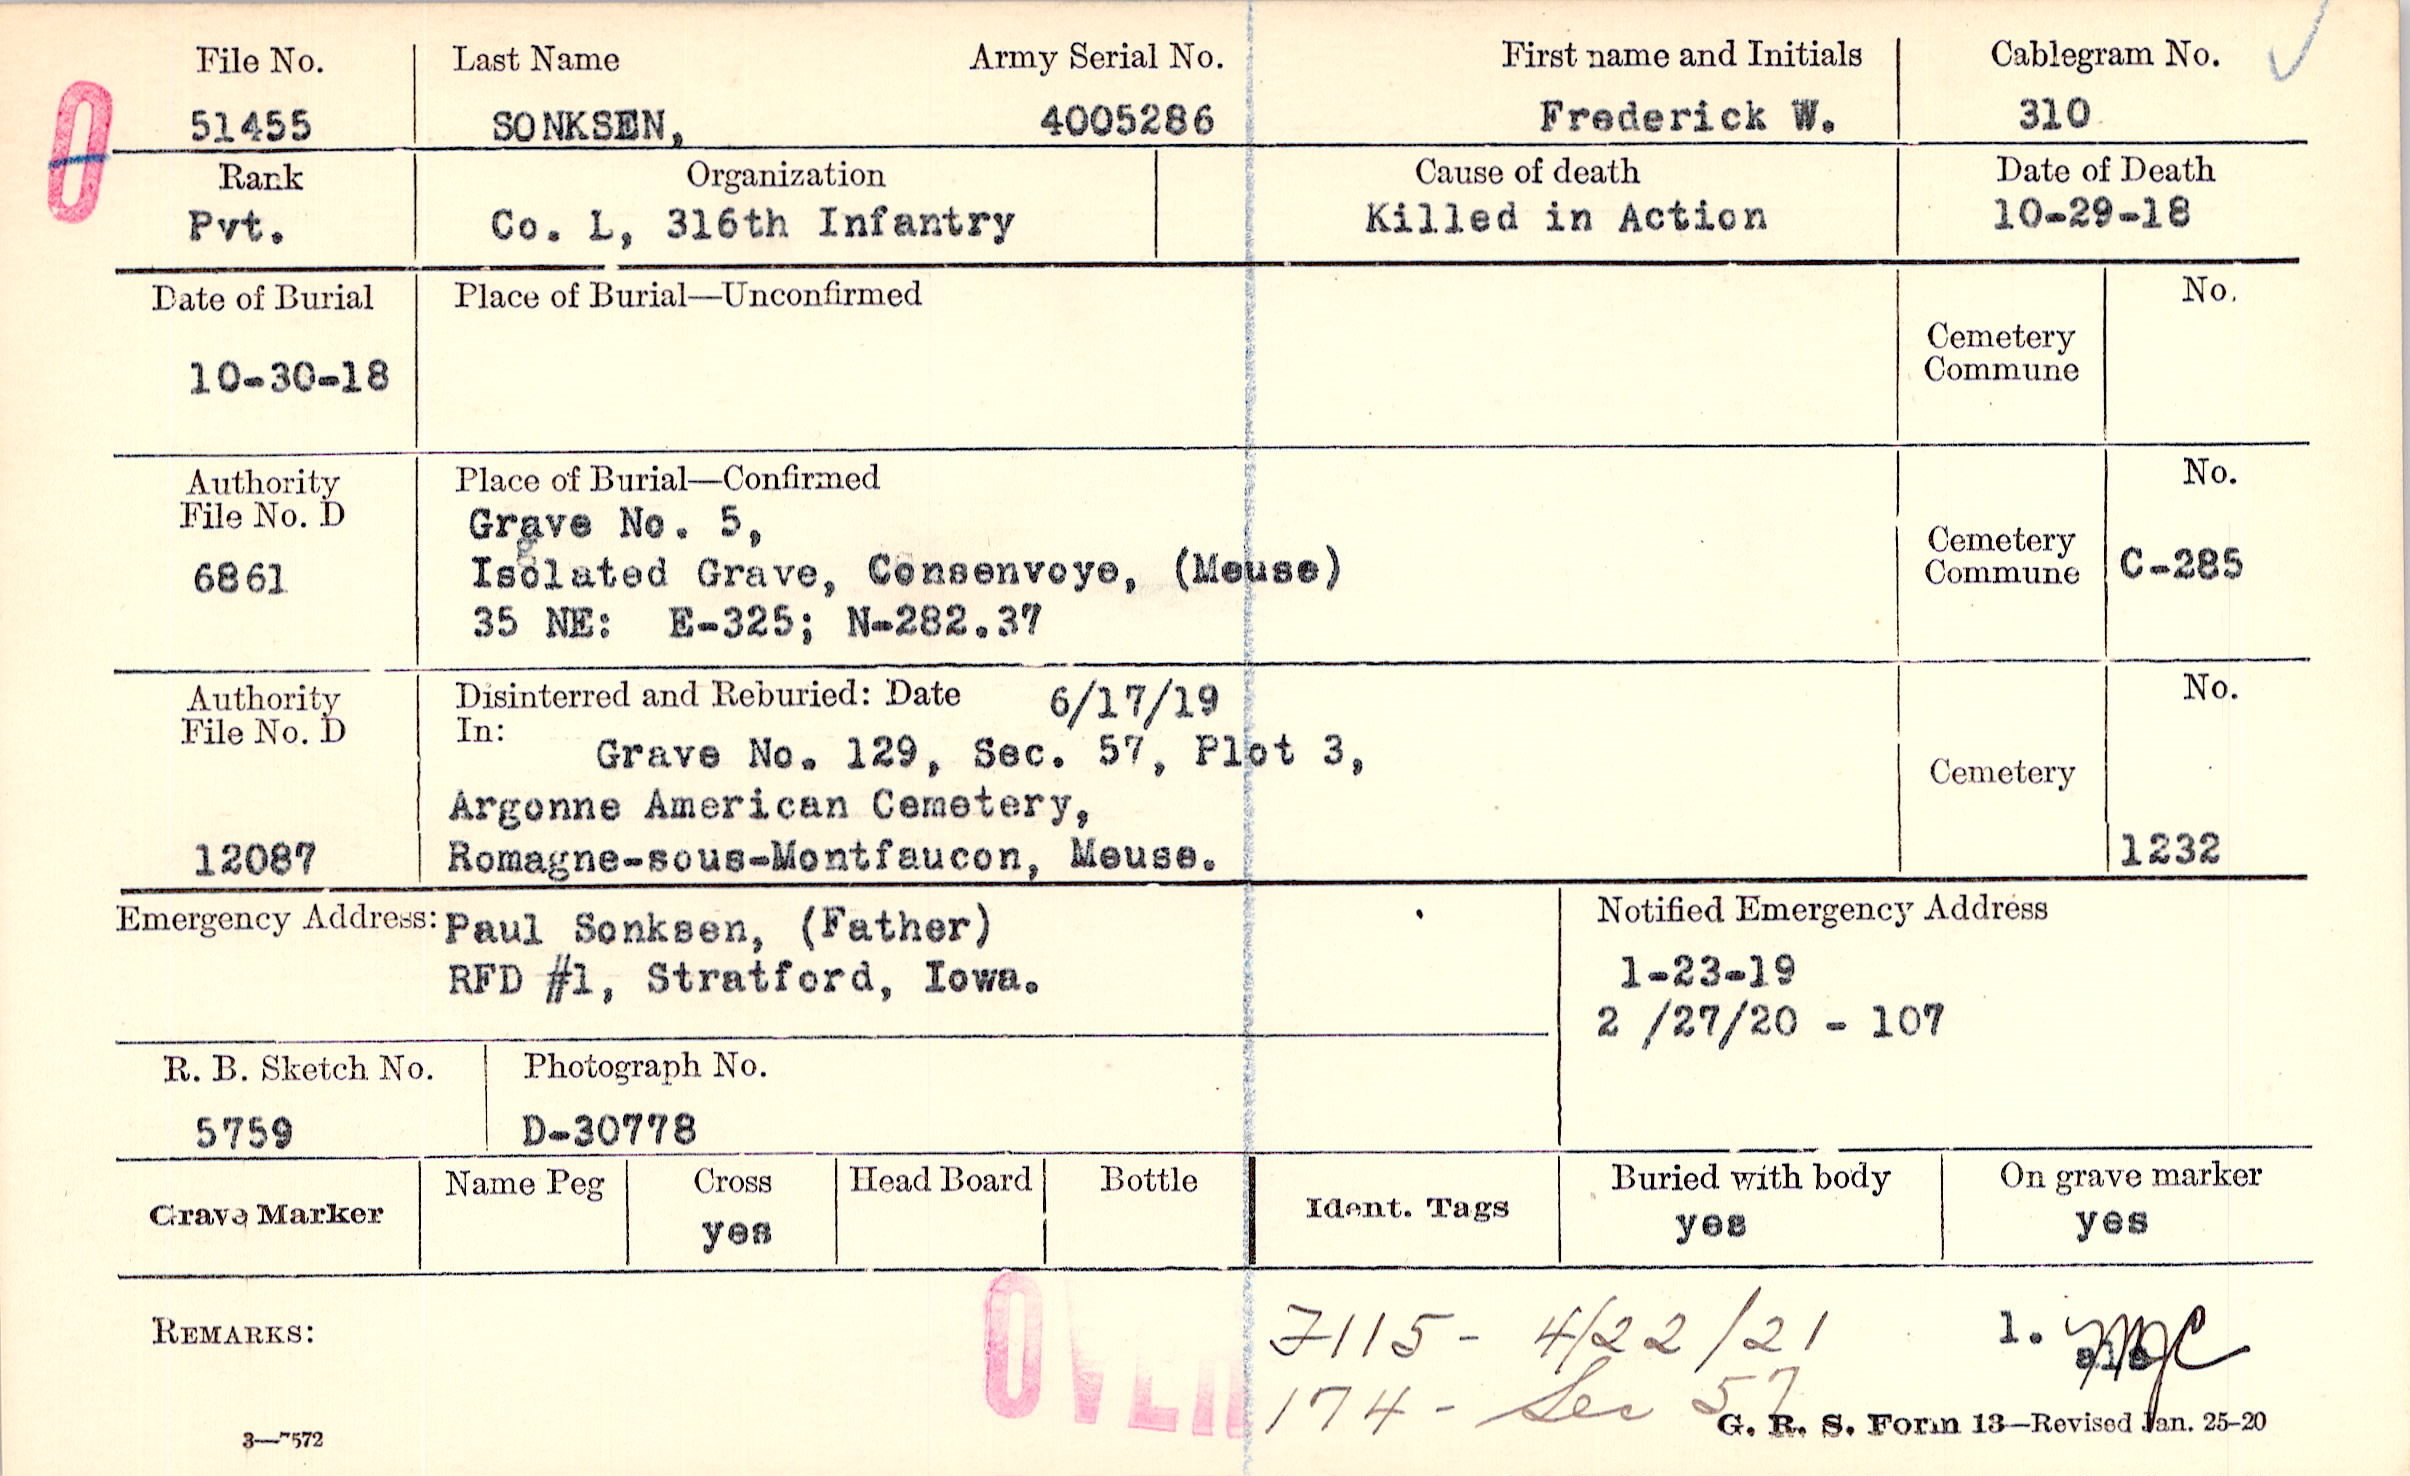 File No. Last Name Army Serial No. First name and Initials Cablegram No.
51455 SONKSEN, 4005286 Frederick W. 310
Rank Organization Cause of death Date of Death
Pvt. Co. L, 316th Infantry Killed in Action 10-29-18
Date of Burial Place of Burial—Unconfirmed No.
Cemetery
Commune
10-30-18
Authority Place of Burial—Confirmed No.
File No. D Grave No. 5,
6861 Isolated Grave, Consenvoye, (Meuse) Cemetery
Commune C-285
35 NE: E-325; N-282.37
Authority Disinterred and Reburied: Date 6/17/19 No.
File No. D In: Grave No. 129, Sec. 57, Plot 3,
Cemetery
Argonne American Cemetery,
12087 Romagne-sous-Montfaucon, Meuse. 1232
Emergency Address: Paul Sonksen, (Father) Notified Emergency Address
RFD #1, Stratford, Iowa. 1-23-19
2 /27/20 - 107
R. B. Sketch No. Photograph No.
5759 D-30778
Grave Marker Name Peg Cross Head Board Bottle Ident. Tags Buried with body On grave marker
yes yes yes
REMARKS: 7115- 4/22/21 1.
174- Sec 57
3—7572 G. R. S. Form 13—Revised Jan. 25-20